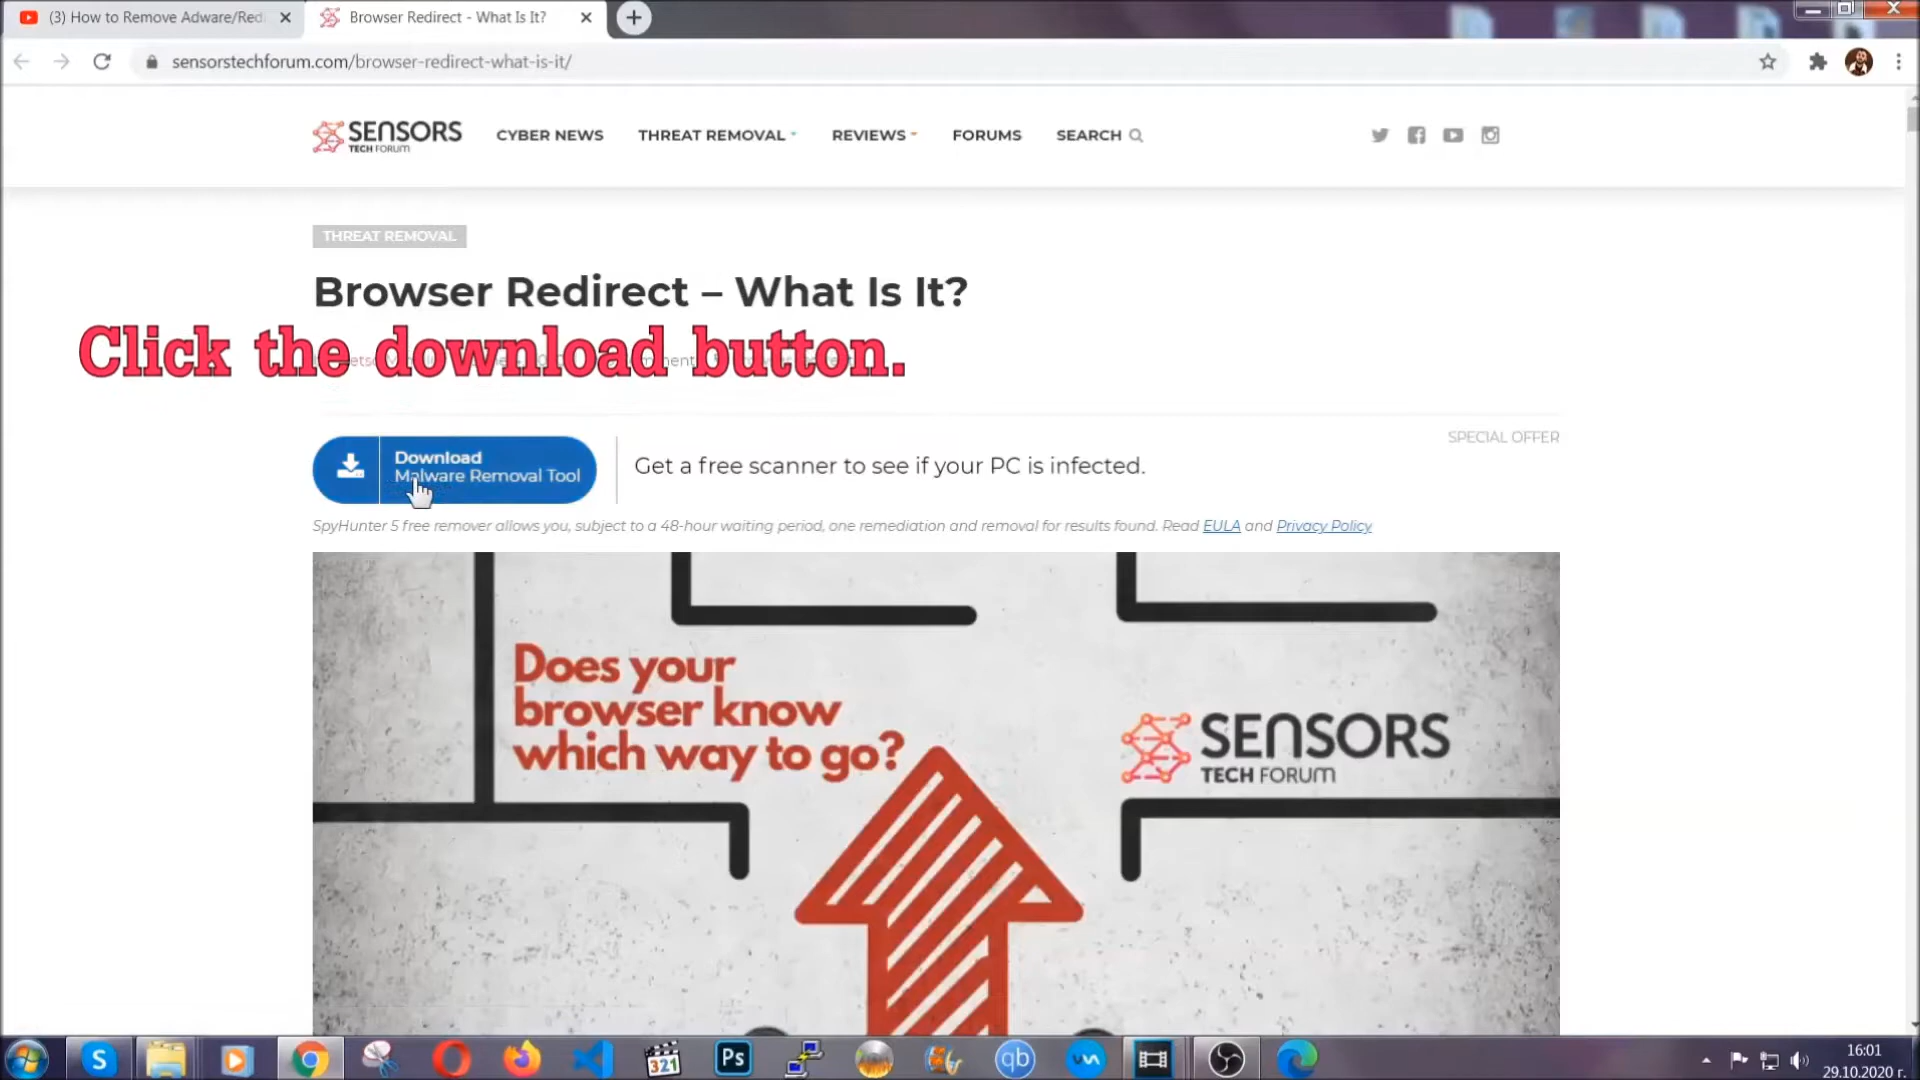 (3) How to Remove Adware/Redi
Browser Redirect - What Is It?
sensorstechforum.com/browser-redirect-what-is-it/
SENSORS
TECH FORUM
CYBER NEWS
THREAT REMOVAL
REVIEWS
FORUMS
SEARCH
THREAT REMOVAL
Browser Redirect – What Is It?
Click the download button.
SPECIAL OFFER
Download
Malware Removal Tool
Get a free scanner to see if your PC is infected.
SpyHunter 5 free remover allows you, subject to a 48-hour waiting period, one remediation and removal for results found. Read EULA and Privacy Policy
Does your
browser know
which way to go?
SENSORS
TECH FORUM
S
321
Ps
qb
16:01
29.10.2020 г.